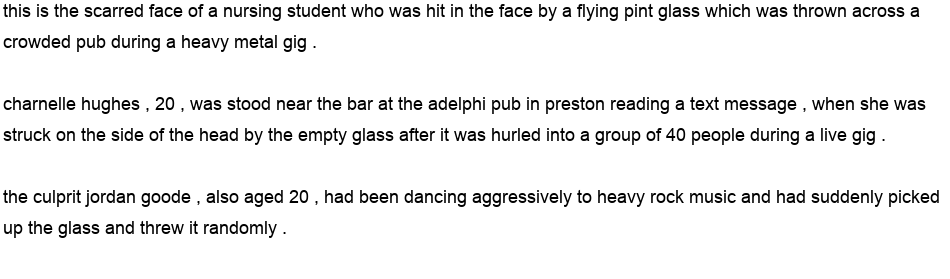 this is the scarred face of a nursing student who was hit in the face by a flying pint glass which was thrown across a
crowded pub during a heavy metal gig .
charnelle hughes , 20 , was stood near the bar at the adelphi pub in preston reading a text message , when she was
struck on the side of the head by the empty glass after it was hurled into a group of 40 people during a live gig .
the culprit jordan goode , also aged 20 , had been dancing aggressively to heavy rock music and had suddenly picked
up the glass and threw it randomly .